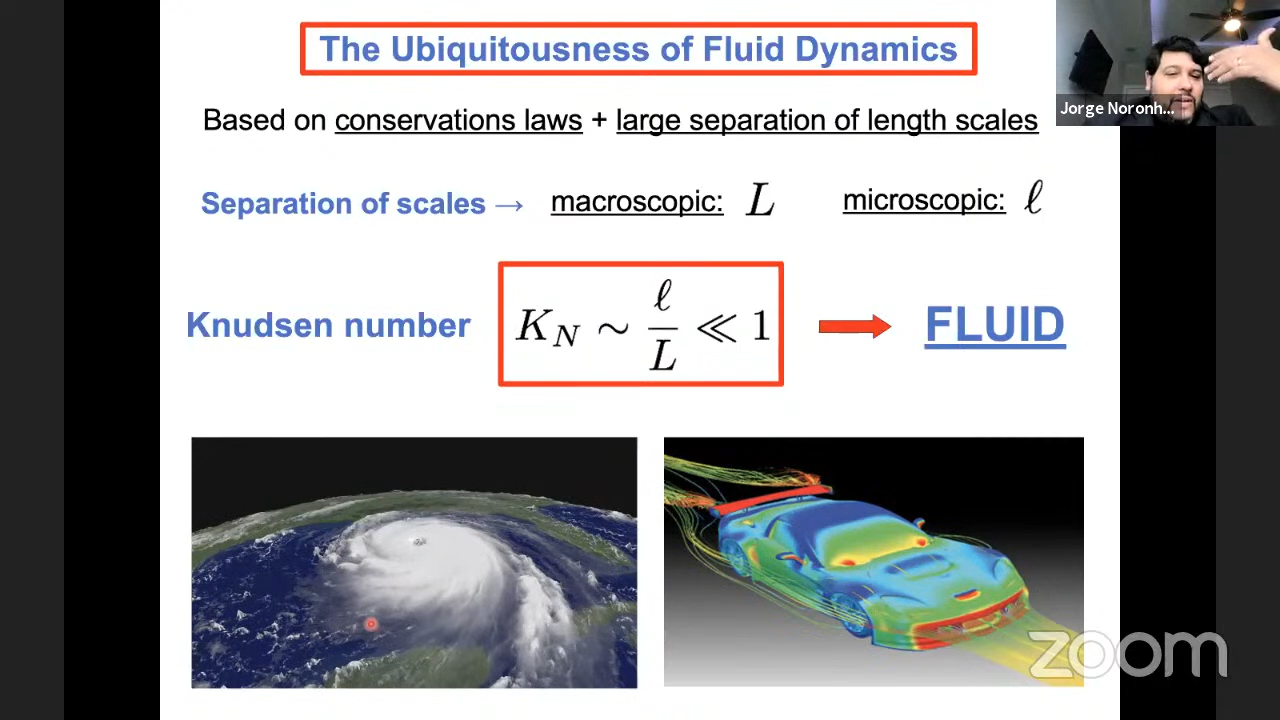 The Ubiquitousness of Fluid Dynamics
Jorge Noronh...
Based on conservations laws + large separation of length scales
Separation of scales → macroscopic: L microscopic: ℓ
Knudsen number K_N ∼ ℓ/L ≪ 1 FLUID
zoom